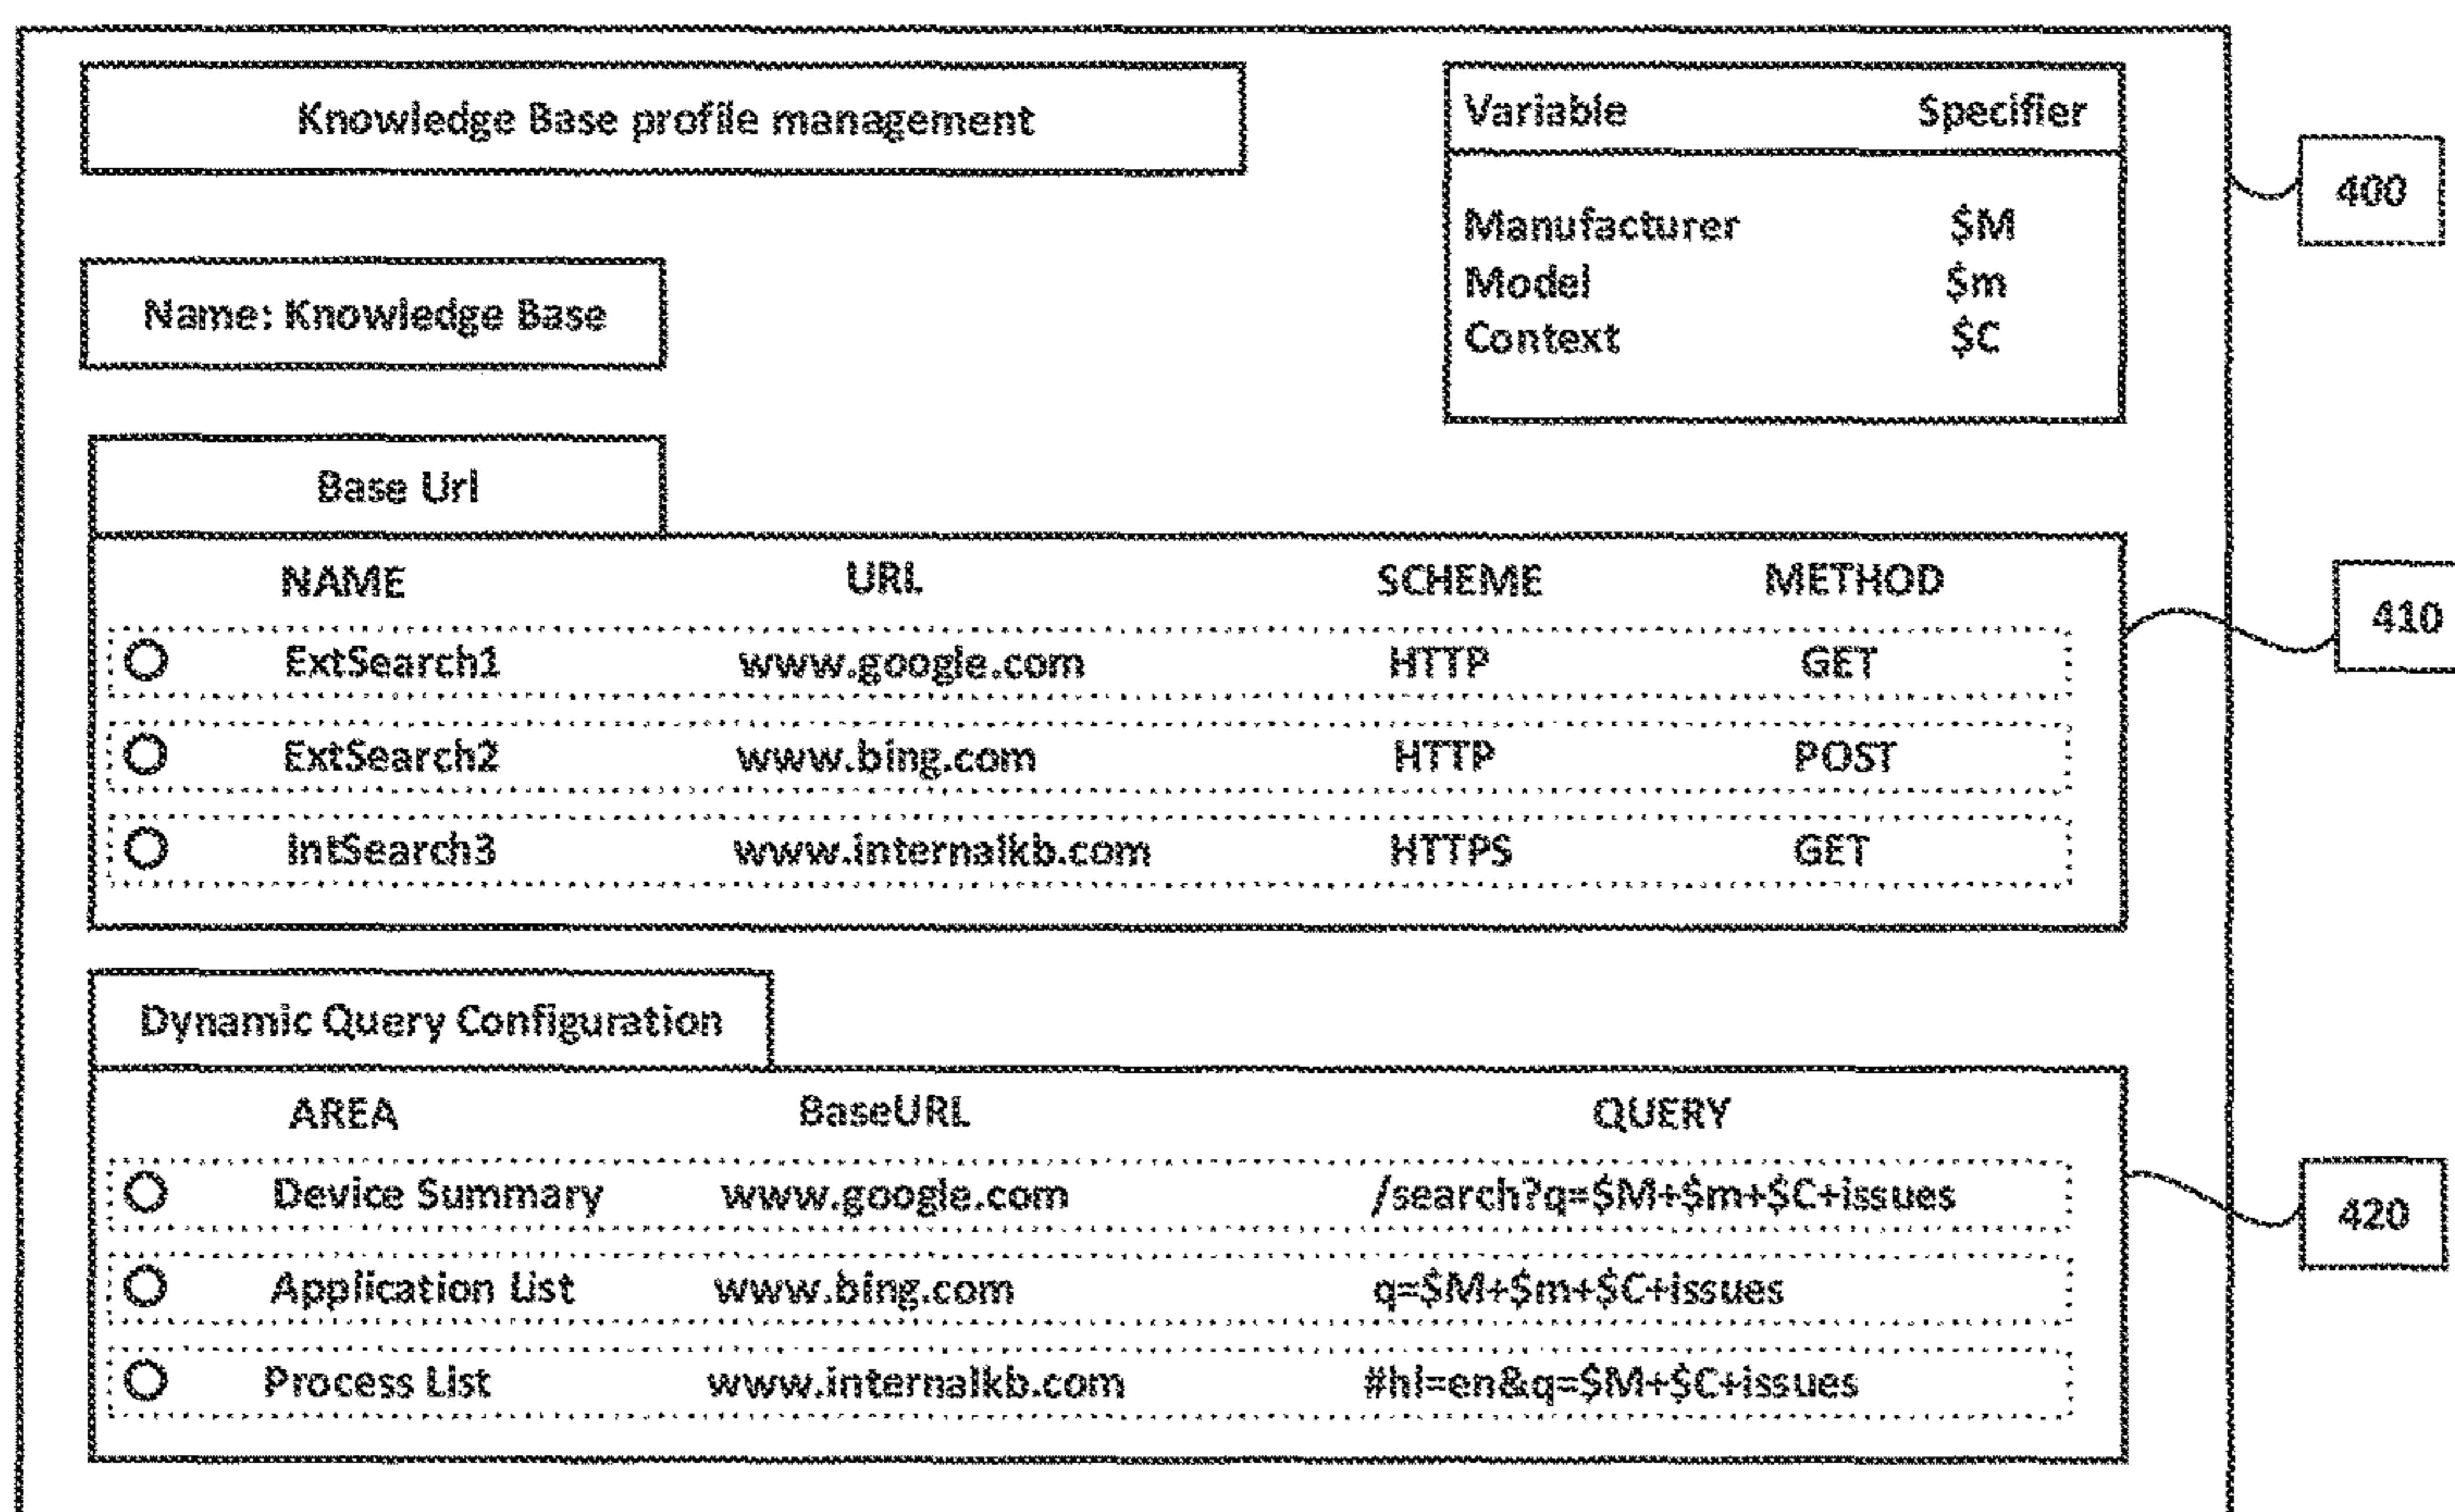 Knowledge Base profile management
Variable Specifier
400
Manufacturer $M
Model $m
Context $C
Name: Knowledge Base
Base Url
NAME URL SCHEME METHOD
410
ExtSearch1 www.google.com HTTP GET
ExtSearch2 www.bing.com HTTP POST
IntSearch3 www.internalkb.com HTTPS GET
Dynamic Query Configuration
AREA BaseURL QUERY
Device Summary www.google.com /search?q=$M+$m+$C+issues
420
Application List www.bing.com q=$M+$m+$C+issues
Process List www.internalkb.com #hl=en&q=$M+$C+issues